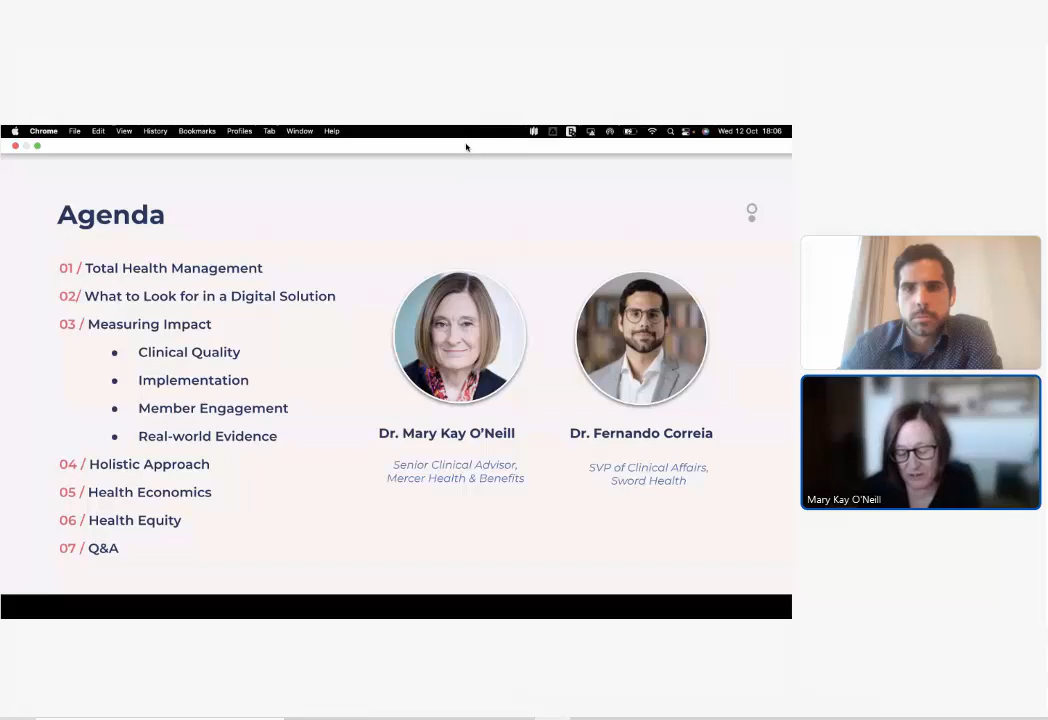 Chrome File Edit View History Bookmarks Profiles Tab Window Help Wed 12 Oct 18:06
Agenda
01 / Total Health Management
02/ What to Look for in a Digital Solution
03 / Measuring Impact
• Clinical Quality
• Implementation
• Member Engagement
• Real-world Evidence
04 / Holistic Approach
05 / Health Economics
06 / Health Equity
07 / Q&A
Dr. Mary Kay O’Neill
Senior Clinical Advisor,
Mercer Health & Benefits
Dr. Fernando Correia
SVP of Clinical Affairs,
Sword Health
Mary Kay O'Neill